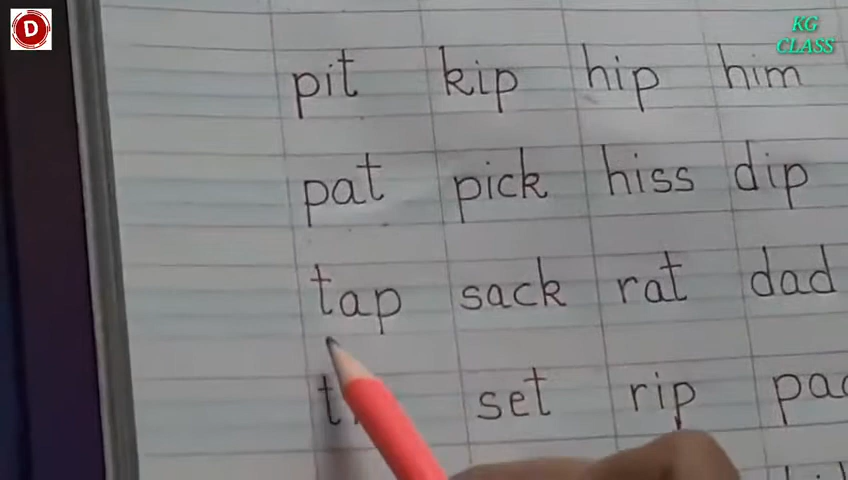 D
KG
CLASS
pit kip hip him
pat pick hiss dip
tap sack rat dad
set rip